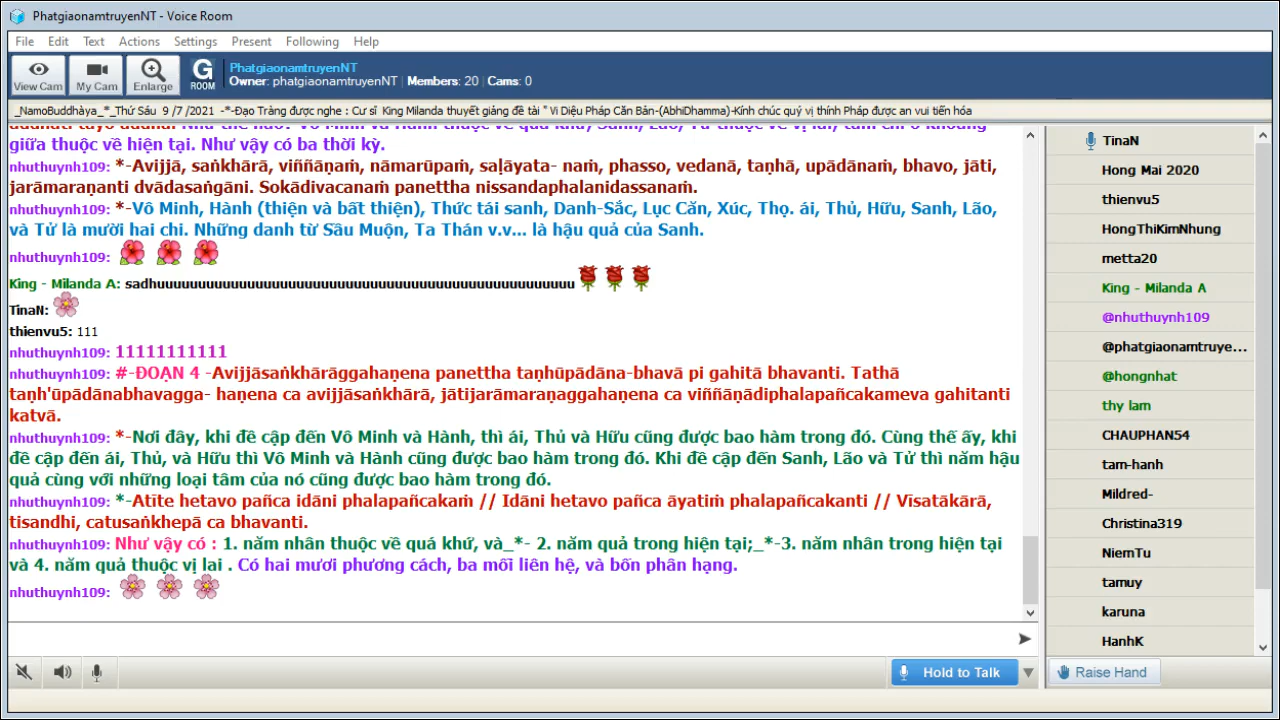 PhatgiaonamtruyenNT - Voice Room
File Edit Text Actions Settings Present Following Help
View Cam My Cam Enlarge G ROOM
PhatgiaonamtruyenNT
Owner: phatgiaonamtruyenNT | Members: 20 | Cams: 0
_NamoBuddhàya_*_Thứ Sáu 9 /7 /2021 -*-Đạo Tràng được nghe : Cư sĩ King Milanda thuyết giảng đề tài " Vi Diệu Pháp Căn Bản-(AbhiDhamma)-Kính chúc quý vị thính Pháp được an vui tiến hóa
giữa thuộc về hiện tại. Như vậy có ba thời kỳ.
nhuthuynh109: *-Avijjā, saṅkhārā, viññāṇaṁ, nāmarūpaṁ, saḷāyata- naṁ, phasso, vedanā, taṇhā, upādānaṁ, bhavo, jāti,
jarāmaraṇanti dvādasaṅgāni. Sokādivacanaṁ panettha nissandaphalanidassanaṁ.
nhuthuynh109: *-Vô Minh, Hành (thiện và bất thiện), Thức tái sanh, Danh-Sắc, Lục Căn, Xúc, Thọ. ái, Thủ, Hữu, Sanh, Lão,
và Tử là mười hai chi. Những danh từ Sầu Muộn, Ta Thán v.v... là hậu quả của Sanh.
nhuthuynh109:
King - Milanda A: sadhuuuuuuuuuuuuuuuuuuuuuuuuuuuuuuuuuuuuuuuuuuuuuuuuuuu
TinaN:
thienvu5: 111
nhuthuynh109: 11111111111
nhuthuynh109: #-ĐOẠN 4 -Avijjāsaṅkhārāggahaṇena panettha taṇhūpādāna-bhavā pi gahitā bhavanti. Tathā
taṇh'ūpādānabhavagga- haṇena ca avijjāsaṅkhārā, jātijarāmaraṇaggahaṇena ca viññāṇādiphalapañcakameva gahitanti
katvā.
nhuthuynh109: *-Nơi đây, khi đề cập đến Vô Minh và Hành, thì ái, Thủ và Hữu cũng được bao hàm trong đó. Cùng thế ấy, khi
đề cập đến ái, Thủ, và Hữu thì Vô Minh và Hành cũng được bao hàm trong đó. Khi đề cập đến Sanh, Lão và Tử thì năm hậu
quả cùng với những loại tâm của nó cũng được bao hàm trong đó.
nhuthuynh109: *-Atīte hetavo pañca idāni phalapañcakaṁ // Idāni hetavo pañca āyatiṁ phalapañcakanti // Vīsatākārā,
tisandhi, catusaṅkhepā ca bhavanti.
nhuthuynh109: Như vậy có : 1. năm nhân thuộc về quá khứ, và_*- 2. năm quả trong hiện tại;_*-3. năm nhân trong hiện tại
và 4. năm quả thuộc vị lai . Có hai mươi phương cách, ba mối liên hệ, và bốn phân hạng.
nhuthuynh109:
Hold to Talk
TinaN
Hong Mai 2020
thienvu5
HongThiKimNhung
metta20
King - Milanda A
@nhuthuynh109
@phatgiaonamtruye...
@hongnhat
thy lam
CHAUPHAN54
tam-hanh
Mildred-
Christina319
NiemTu
tamuy
karuna
HanhK
Raise Hand